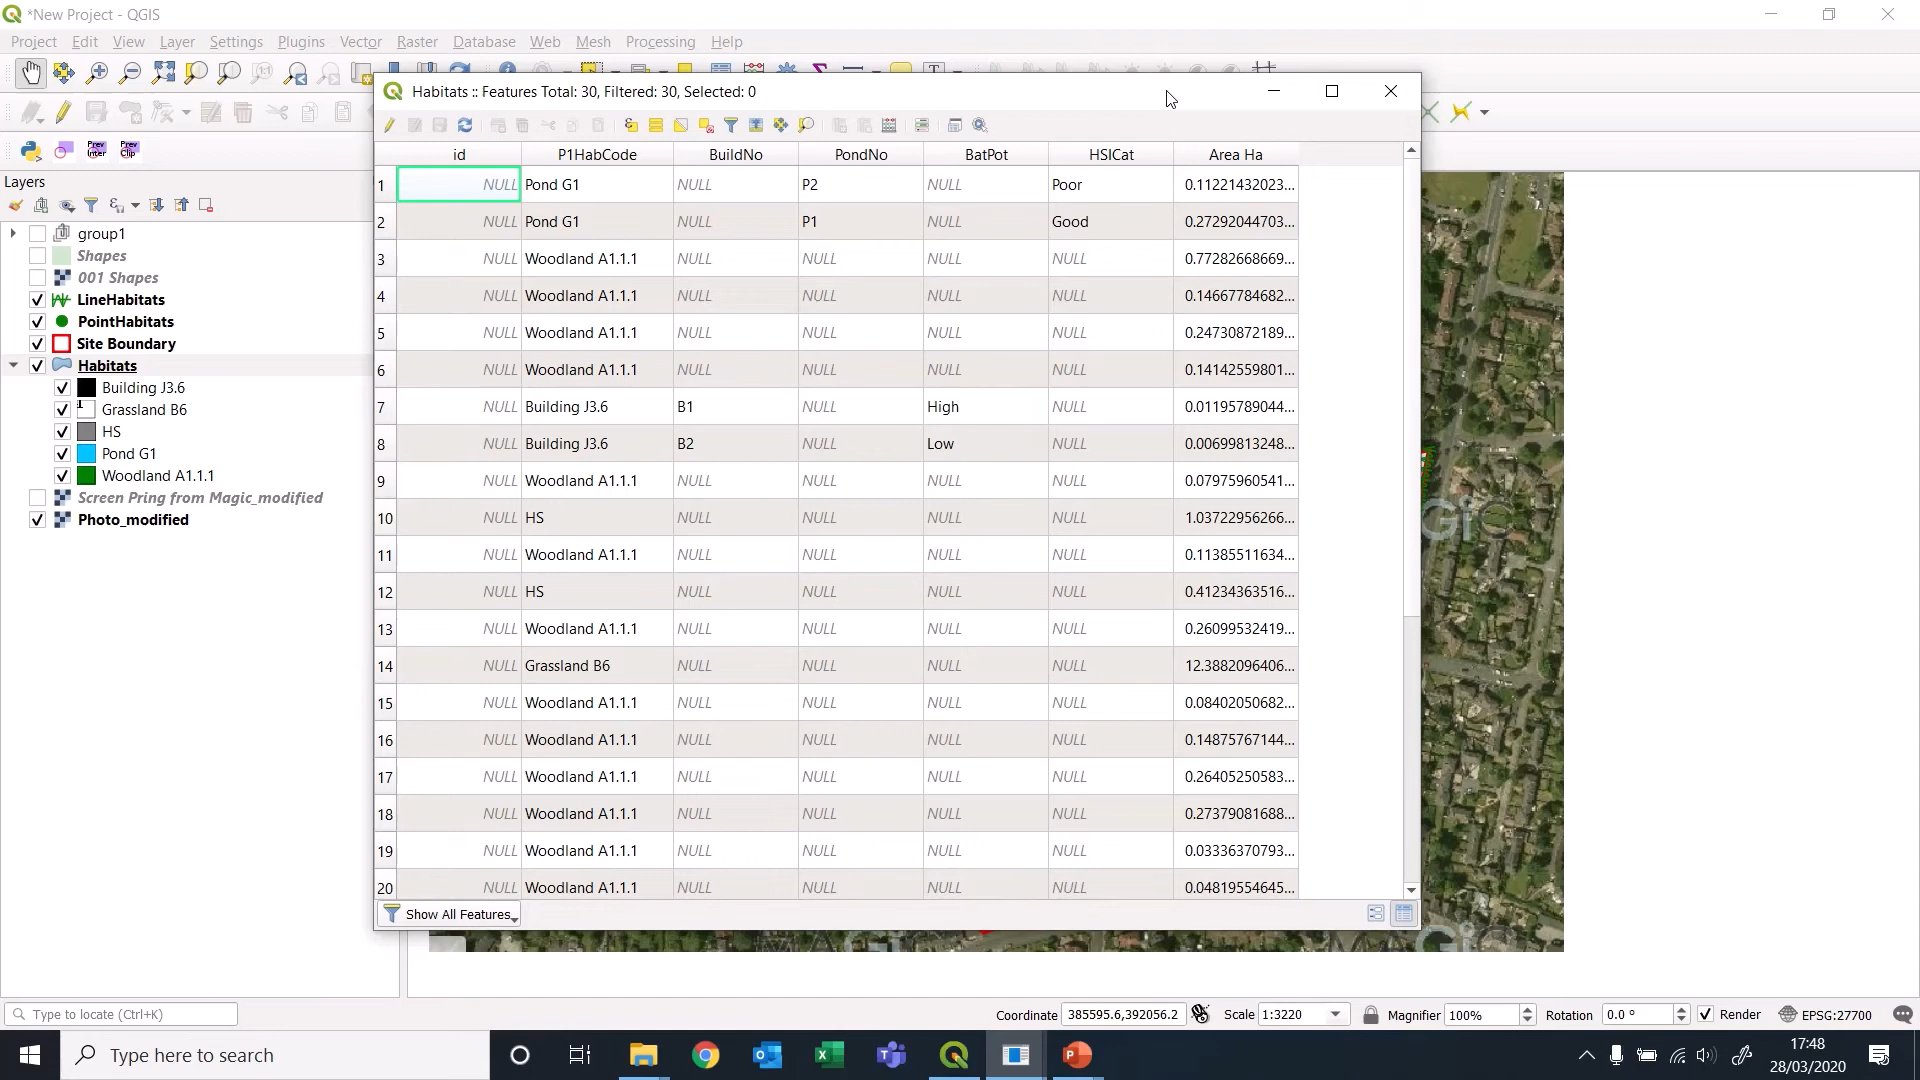 *New Project - QGIS
Project Edit View Layer Settings Plugins Vector Raster Database Web Mesh Processing Help
Habitats :: Features Total: 30, Filtered: 30, Selected: 0
Prev Inter Prev Clip
Layers
group1
Shapes
001 Shapes
LineHabitats
PointHabitats
Site Boundary
Habitats
Building J3.6
Grassland B6
HS
Pond G1
Woodland A1.1.1
Screen Pring from Magic_modified
Photo_modified
id P1HabCode BuildNo PondNo BatPot HSICat Area Ha
1 NULL Pond G1 NULL P2 NULL Poor 0.11221432023...
2 NULL Pond G1 NULL P1 NULL Good 0.27292044703...
3 NULL Woodland A1.1.1 NULL NULL NULL NULL 0.77282668669...
4 NULL Woodland A1.1.1 NULL NULL NULL NULL 0.14667784682...
5 NULL Woodland A1.1.1 NULL NULL NULL NULL 0.24730872189...
6 NULL Woodland A1.1.1 NULL NULL NULL NULL 0.14142559801...
7 NULL Building J3.6 B1 NULL High NULL 0.01195789044...
8 NULL Building J3.6 B2 NULL Low NULL 0.00699813248...
9 NULL Woodland A1.1.1 NULL NULL NULL NULL 0.07975960541...
10 NULL HS NULL NULL NULL NULL 1.03722956266...
11 NULL Woodland A1.1.1 NULL NULL NULL NULL 0.11385511634...
12 NULL HS NULL NULL NULL NULL 0.41234363516...
13 NULL Woodland A1.1.1 NULL NULL NULL NULL 0.26099532419...
14 NULL Grassland B6 NULL NULL NULL NULL 12.3882096406...
15 NULL Woodland A1.1.1 NULL NULL NULL NULL 0.08402050682...
16 NULL Woodland A1.1.1 NULL NULL NULL NULL 0.14875767144...
17 NULL Woodland A1.1.1 NULL NULL NULL NULL 0.26405250583...
18 NULL Woodland A1.1.1 NULL NULL NULL NULL 0.27379081688...
19 NULL Woodland A1.1.1 NULL NULL NULL NULL 0.03336370793...
20 NULL Woodland A1.1.1 NULL NULL NULL NULL 0.04819554645...
Show All Features
Type to locate (Ctrl+K) Coordinate 385595.6,392056.2 Scale 1:3220 Magnifier 100% Rotation 0.0 ° Render EPSG:27700
Type here to search
17:48
28/03/2020